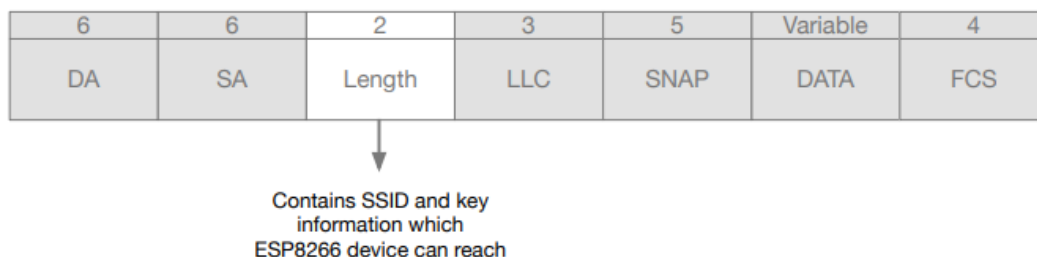 6 6 2 3 5 Variable 4
DA SA Length LLC SNAP DATA FCS
Contains SSID and key
information which
ESP8266 device can reach